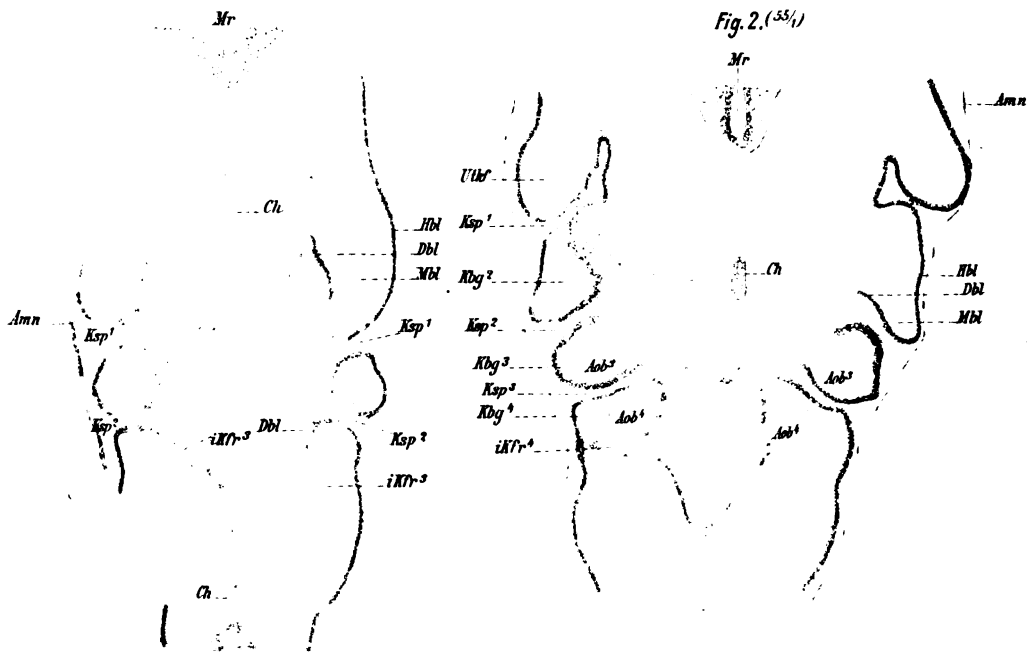 Mr
Ch
Hbl
Dbl
Mbl
Amn
Ksp¹
Ksp¹
Ksp²
iKfr³
Dbl
Ksp²
iKfr³
Ch
Fig. 2. (55/1)
Mr
Amn
Ulkf
Ksp¹
Kbg²
Ch
Hbl
Dbl
Mbl
Ksp²
Kbg³
Aob³
Aob³
Ksp³
Kbg⁴
Aob⁴
Aob⁴
iKfr⁴